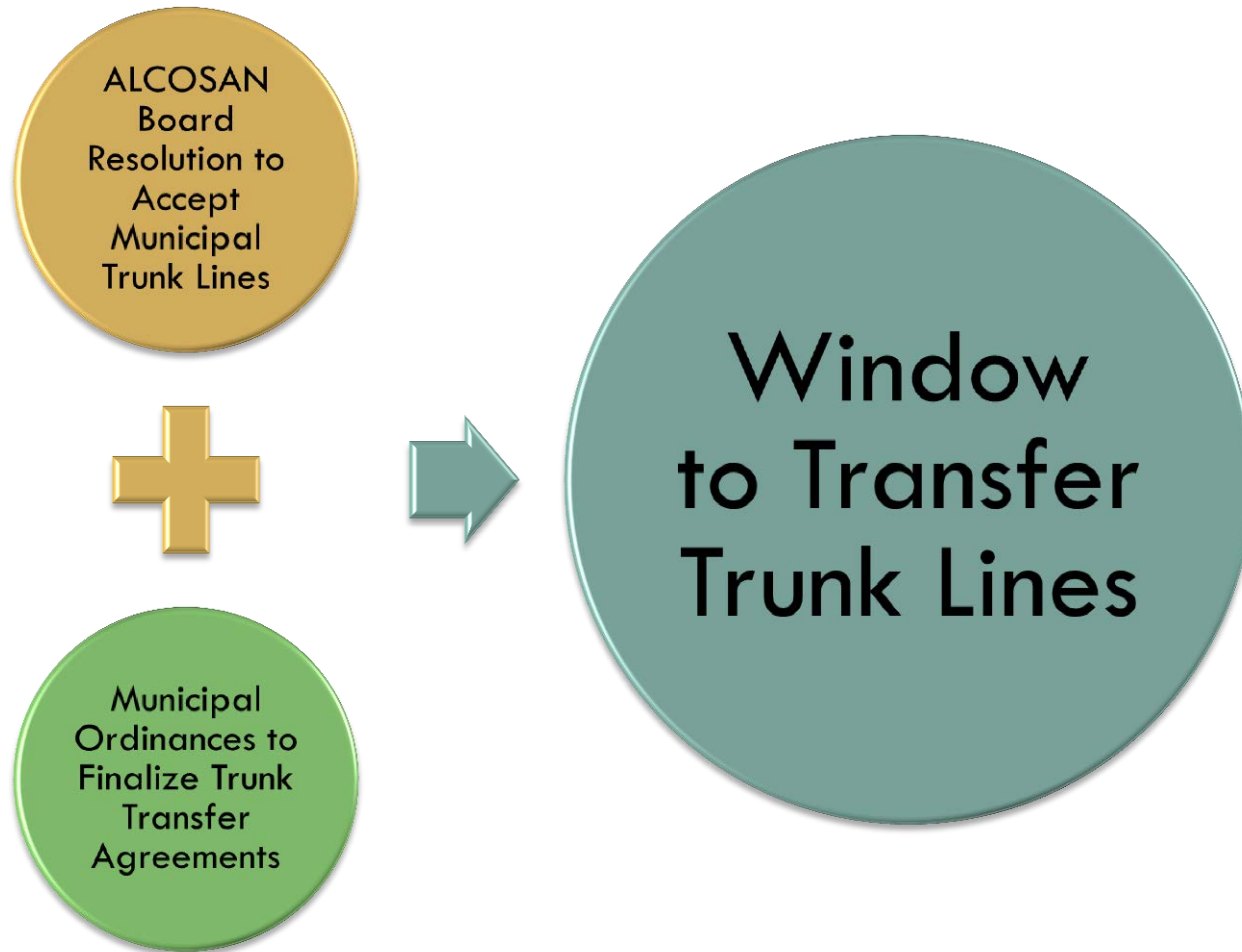 ALCOSAN
Board
Resolution to
Accept
Municipal
Trunk Lines
Municipal
Ordinances to
Finalize Trunk
Transfer
Agreements
Window
to Transfer
Trunk Lines